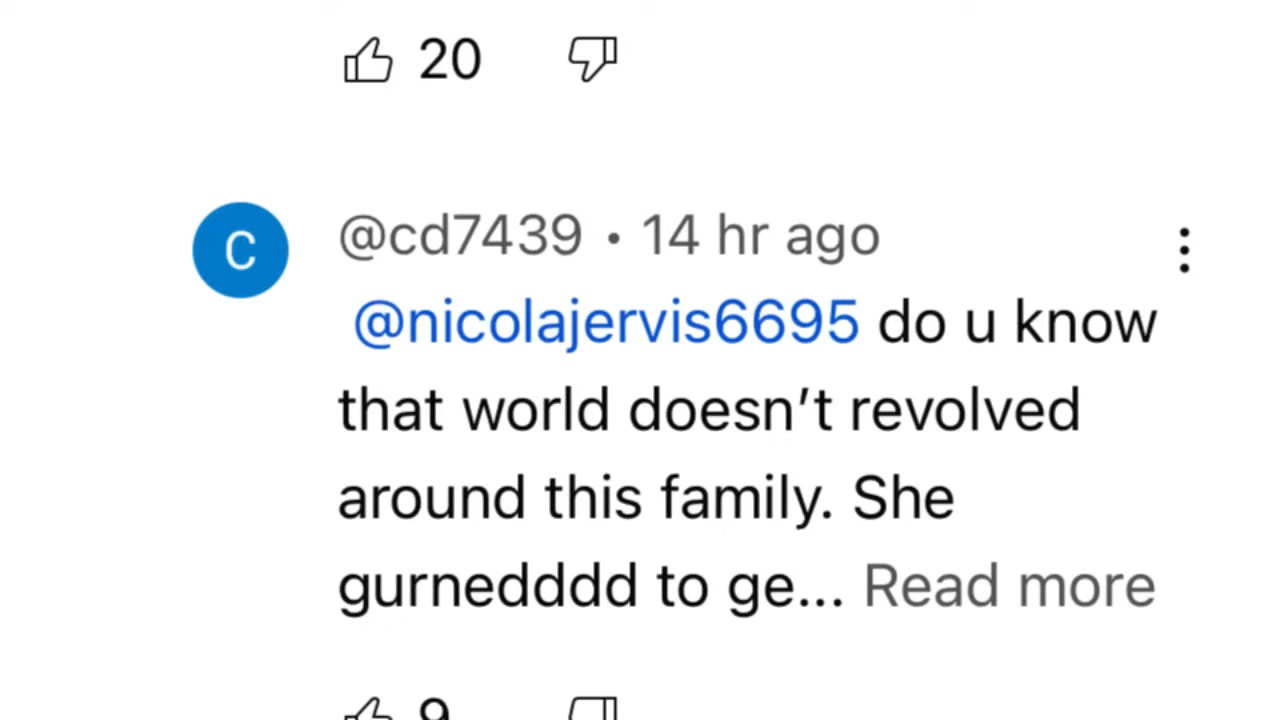 20
C
@cd7439 • 14 hr ago
@nicolajervis6695 do u know
that world doesn’t revolved
around this family. She
gurnedddd to ge... Read more
9